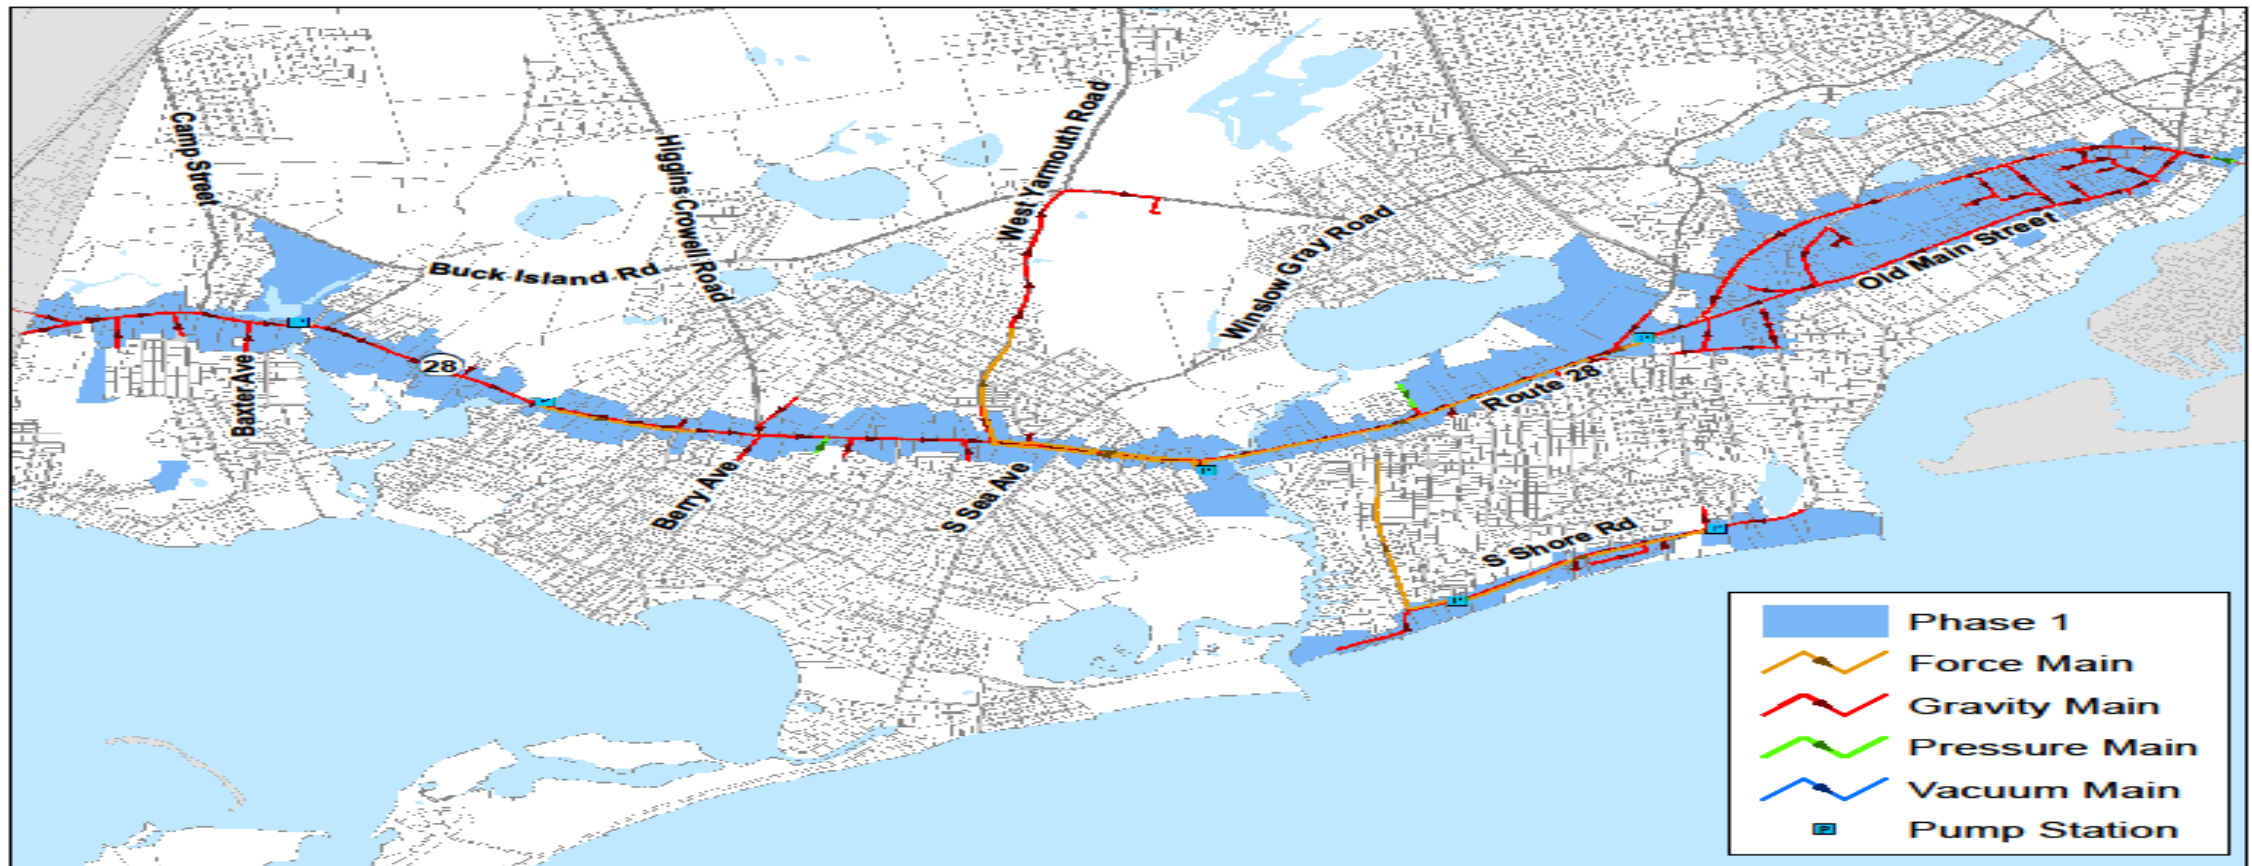 Camp Street
Higgins Crowell Road
West Yarmouth Road
Buck Island Rd
Winslow Gray Road
Old Main Street
28
Baxter Ave
Route 28
Berry Ave
S Sea Ave
S Shore Rd
Phase 1
Force Main
Gravity Main
Pressure Main
Vacuum Main
P Pump Station